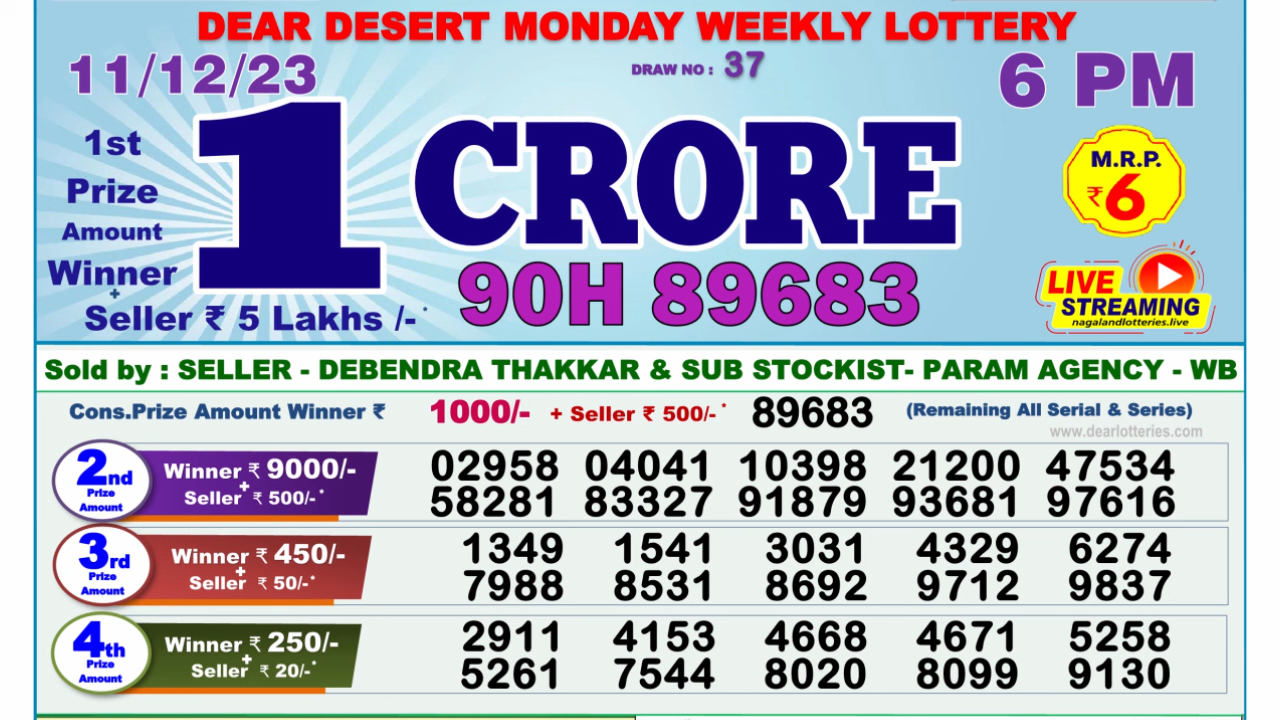 DEAR DESERT MONDAY WEEKLY LOTTERY
11/12/23
DRAW NO : 37
6 PM
1st
Prize
Amount
Winner
+
Seller ₹ 5 Lakhs /- *
1 CRORE
90H 89683
M.R.P.
₹ 6
LIVE
STREAMING
nagalandlotteries.live
Sold by : SELLER - DEBENDRA THAKKAR & SUB STOCKIST- PARAM AGENCY - WB
Cons.Prize Amount Winner ₹ 1000/- + Seller ₹ 500/- * 89683 (Remaining All Serial & Series)
www.dearlotteries.com
2nd
Prize
Amount
Winner ₹ 9000/-
+
Seller ₹ 500/- *
02958 04041 10398 21200 47534
58281 83327 91879 93681 97616
3rd
Prize
Amount
Winner ₹ 450/-
+
Seller ₹ 50/- *
1349 1541 3031 4329 6274
7988 8531 8692 9712 9837
4th
Prize
Amount
Winner ₹ 250/-
+
Seller ₹ 20/- *
2911 4153 4668 4671 5258
5261 7544 8020 8099 9130